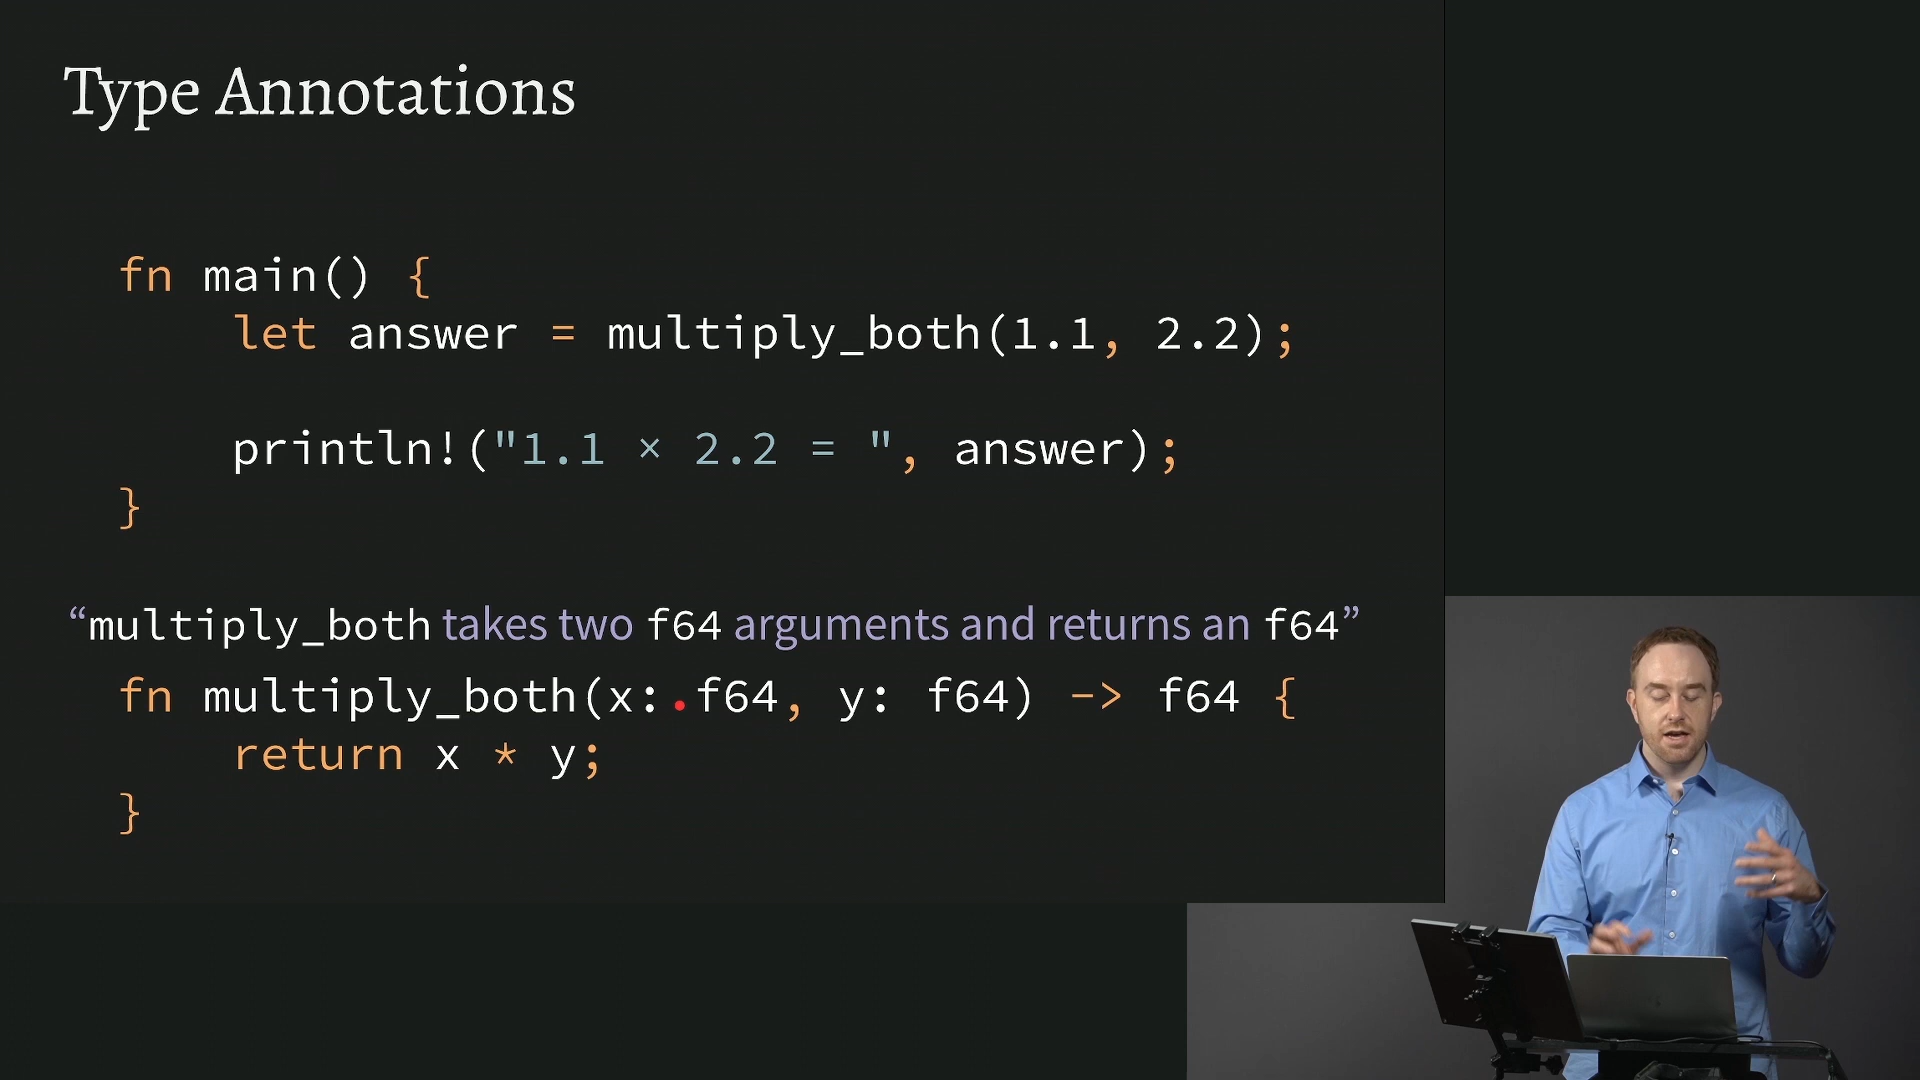 Type Annotations
fn main() {
let answer = multiply_both(1.1, 2.2);
println!("1.1 × 2.2 = ", answer);
}
“multiply_both takes two f64 arguments and returns an f64”
fn multiply_both(x: f64, y: f64) -> f64 {
return x * y;
}